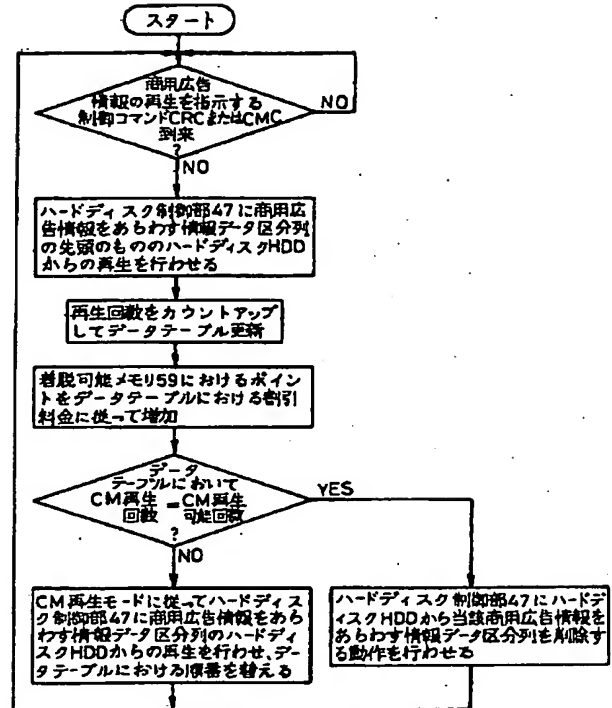 スタート
商用広告
情報の再生を指示する
制御コマンドCRCまたはCMC
到来
?
NO
NO
ハードディスク制御部47に商用広
告情報をあらわす情報データ区分列
の先頭のもののハードディスクHDD
からの再生を行わせる
再生回数をカウントアップ
してデータテーブル更新
着脱可能メモリ59におけるポイン
トをデータテーブルにおける割引
料金に従って増加
データ
テーブルにおいて
CM再生 = CM再生
回数 可能回数
?
YES
NO
CM再生モードに従ってハードディス
ク制御部47に商用広告情報をあら
わす情報データ区分列のハードディ
スクHDDからの再生を行わせ、デー
タテーブルにおける順番を替える
ハードディスク制御部47にハードデ
ィスクHDDから当該商用広告情報を
あらわす情報データ区分列を削除す
る動作を行わせる